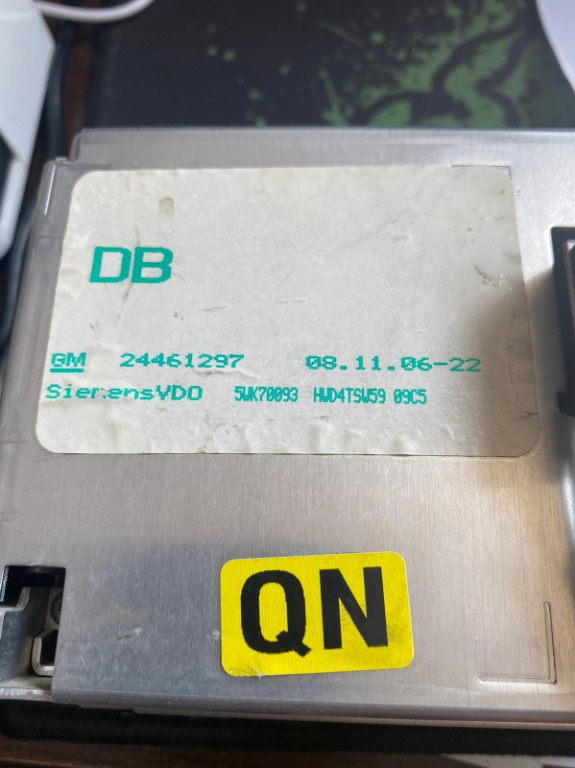 DB
GM 24461297 08.11.06-22
SiemensVDO 5WK70093 HWD4TSW59 09C5
QN